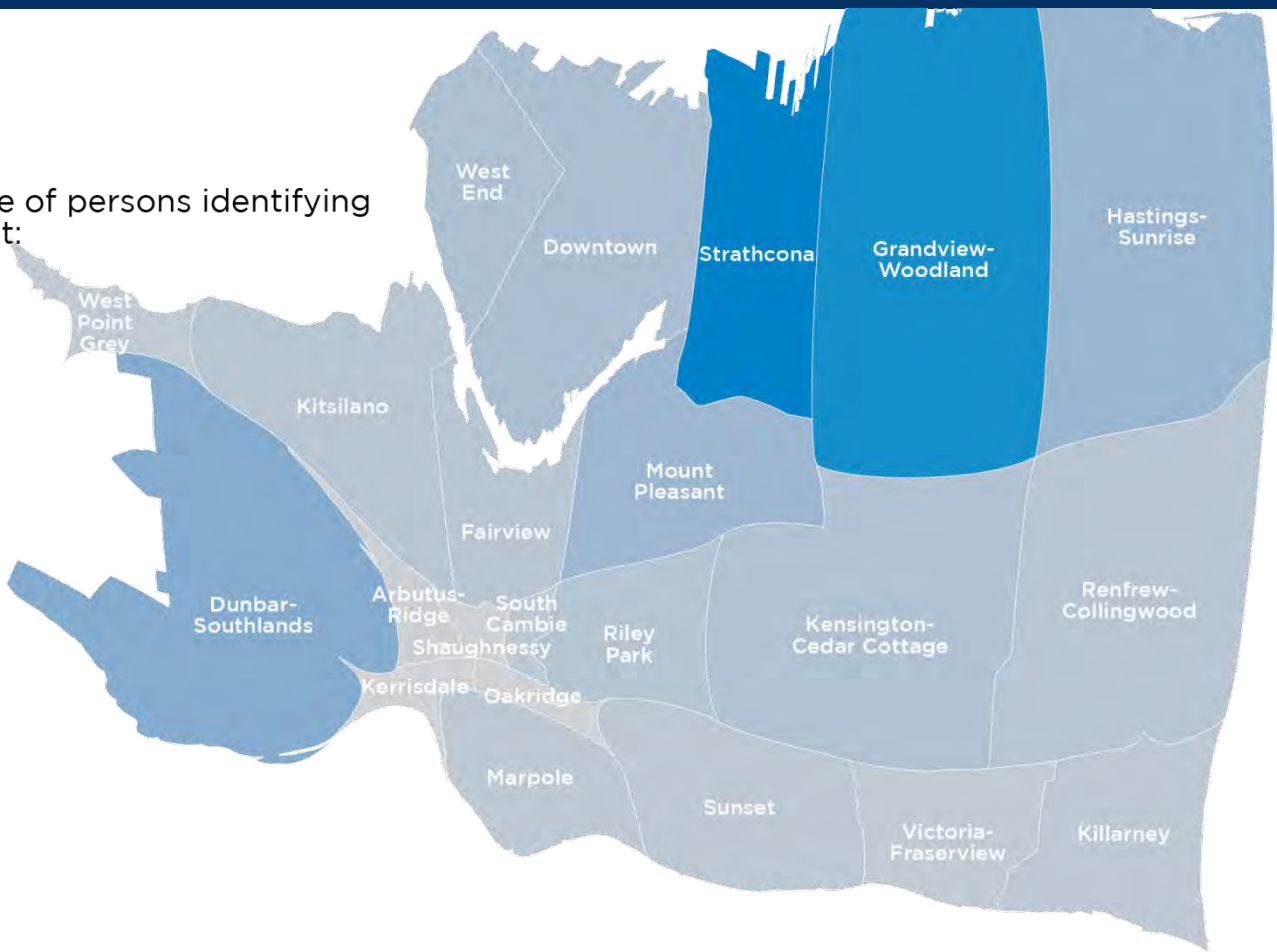 e of persons identifying
t:
West
End
Downtown
Strathcona
Grandview-
Woodland
Hastings-
Sunrise
West
Point
Grey
Kitsilano
Mount
Pleasant
Fairview
Dunbar-
Southlands
Arbutus-
Ridge
South
Cambie
Shaughnessy
Riley
Park
Kensington-
Cedar Cottage
Renfrew-
Collingwood
Kerrisdale
Oakridge
Marpole
Sunset
Victoria-
Fraserview
Killarney